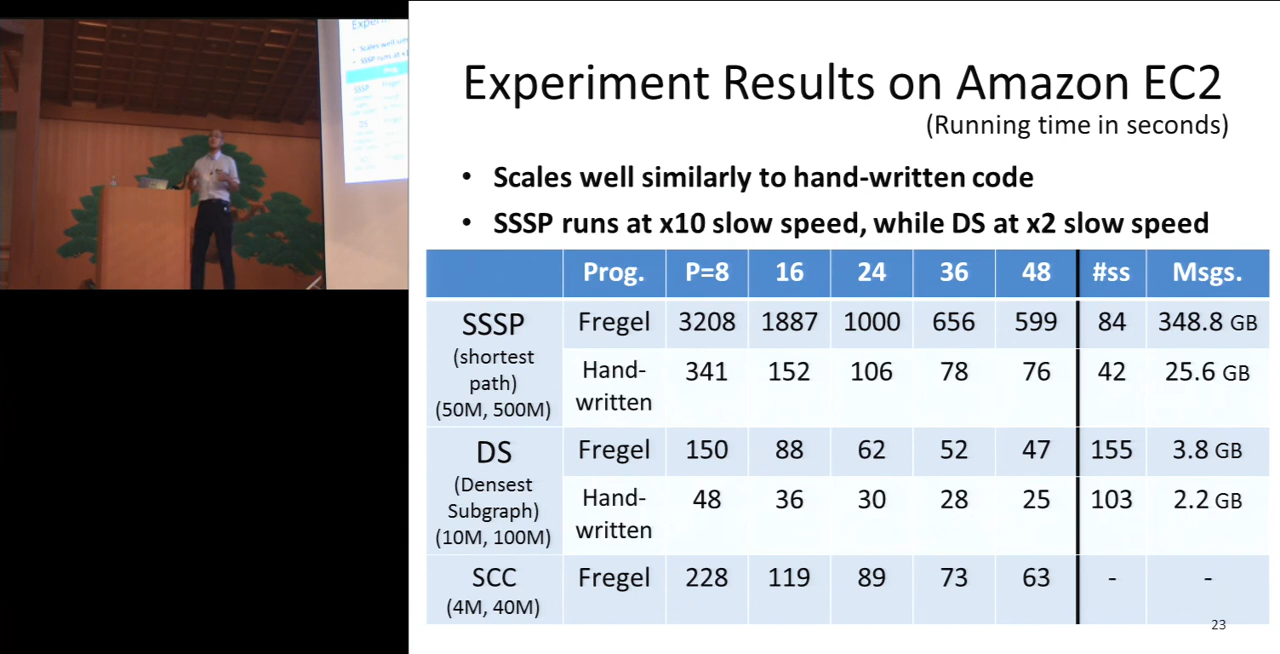 Experiment Results on Amazon EC2
(Running time in seconds)
• Scales well similarly to hand-written code
• SSSP runs at x10 slow speed, while DS at x2 slow speed
Prog. P=8 16 24 36 48 #ss Msgs.
SSSP
(shortest
path)
(50M, 500M)
Fregel 3208 1887 1000 656 599 84 348.8 GB
Hand-
written 341 152 106 78 76 42 25.6 GB
DS
(Densest
Subgraph)
(10M, 100M)
Fregel 150 88 62 52 47 155 3.8 GB
Hand-
written 48 36 30 28 25 103 2.2 GB
SCC
(4M, 40M)
Fregel 228 119 89 73 63 - -
23